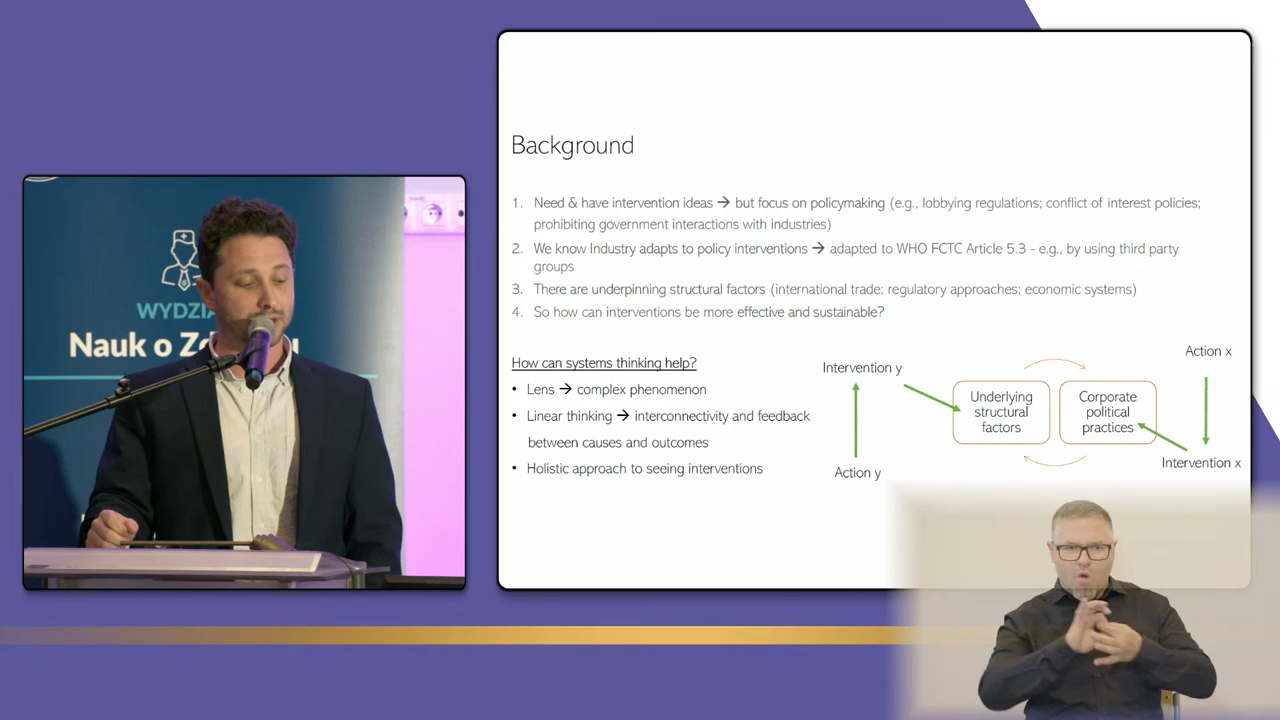 WYDZIA
Nauk o Zd u
Background
1. Need & have intervention ideas → but focus on policymaking (e.g., lobbying regulations; conflict of interest policies;
prohibiting government interactions with industries)
2. We know Industry adapts to policy interventions → adapted to WHO FCTC Article 5.3 - e.g., by using third party
groups
3. There are underpinning structural factors (international trade; regulatory approaches; economic systems)
4. So how can interventions be more effective and sustainable?
How can systems thinking help?
• Lens → complex phenomenon
• Linear thinking → interconnectivity and feedback
between causes and outcomes
• Holistic approach to seeing interventions
Intervention y
Action y
Underlying
structural
factors
Corporate
political
practices
Action x
Intervention x